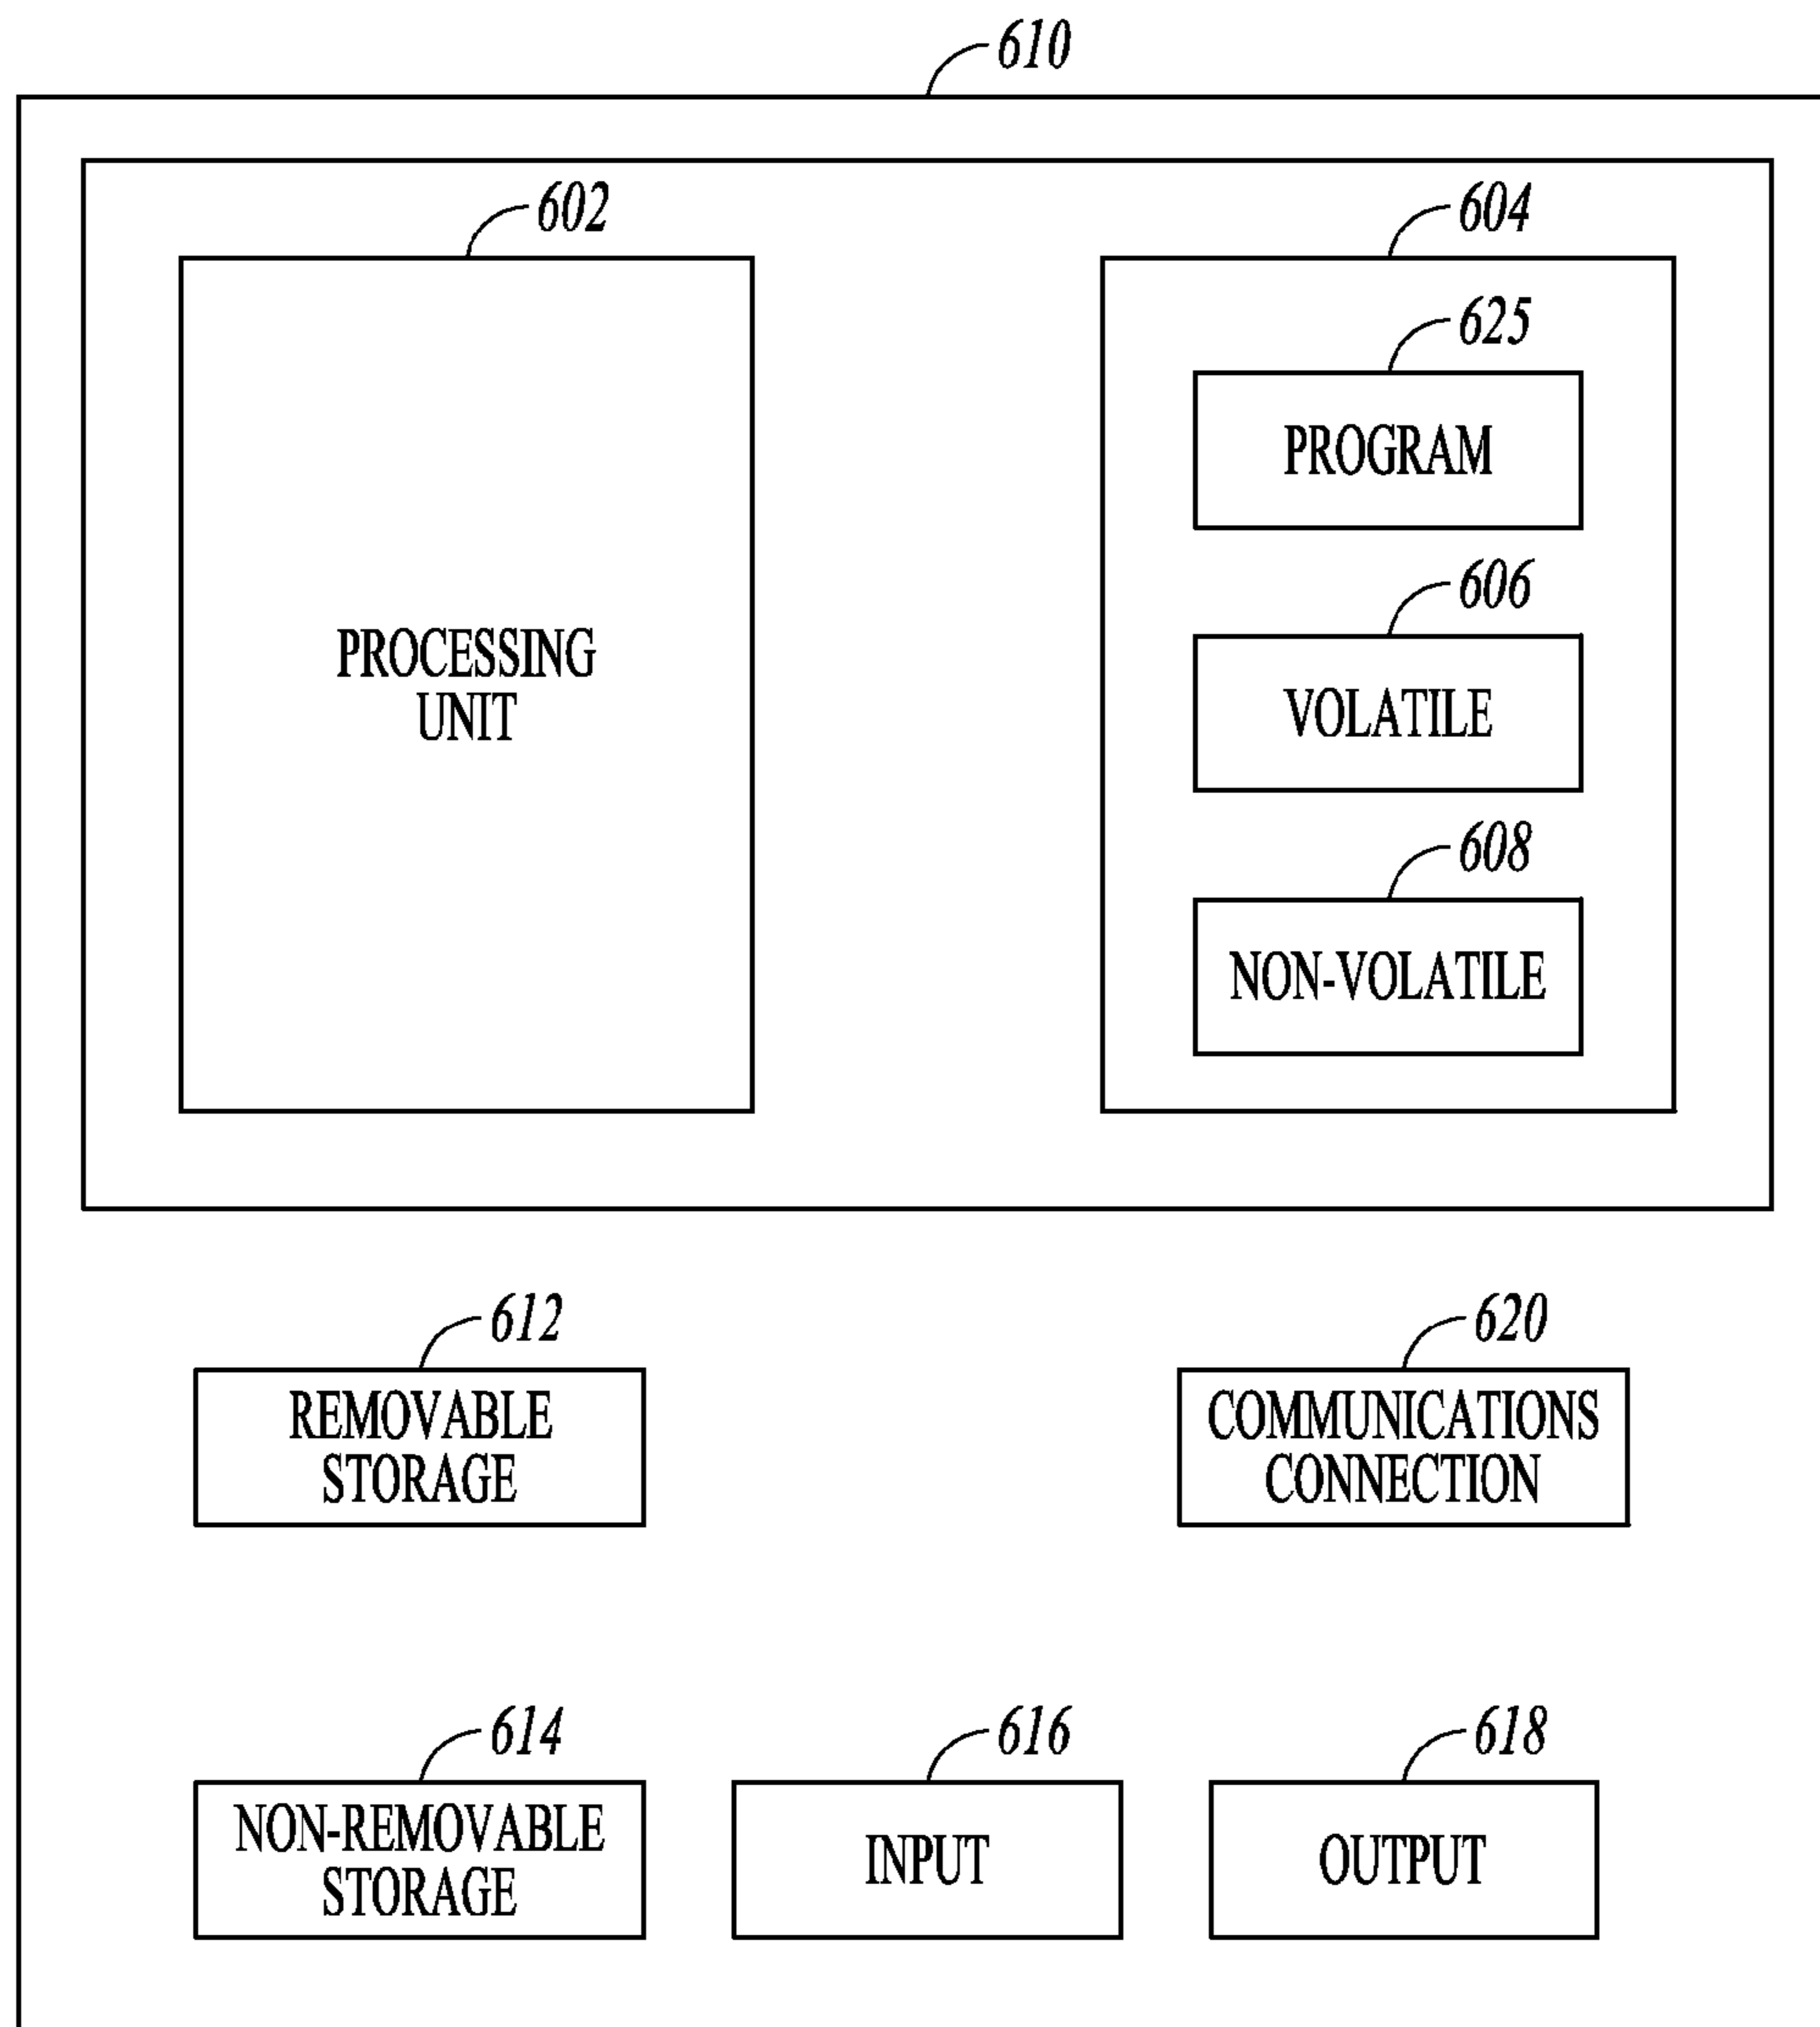 610
602
604
625
PROGRAM
606
PROCESSING
UNIT
VOLATILE
608
NON-VOLATILE
612
620
REMOVABLE
STORAGE
COMMUNICATIONS
CONNECTION
614
616
618
NON-REMOVABLE
STORAGE
INPUT
OUTPUT